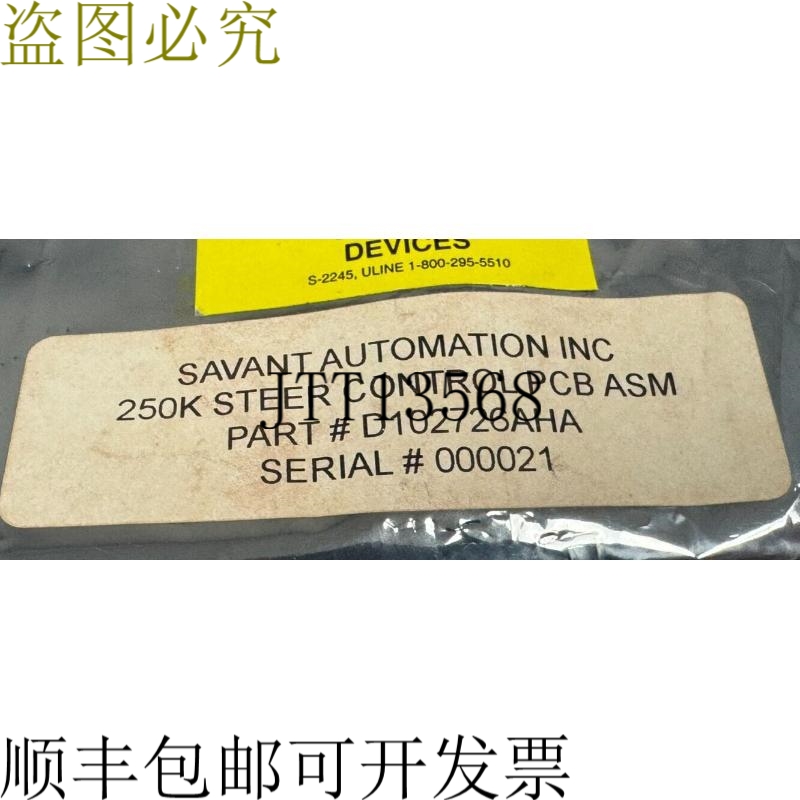 盗图必究
DEVICES
S-2245, ULINE 1-800-295-5510
SAVANT AUTOMATION INC
250K STEER CONTROL PCB ASM
JTT13568
PART # D102726AHA
SERIAL # 000021
顺丰包邮可开发票